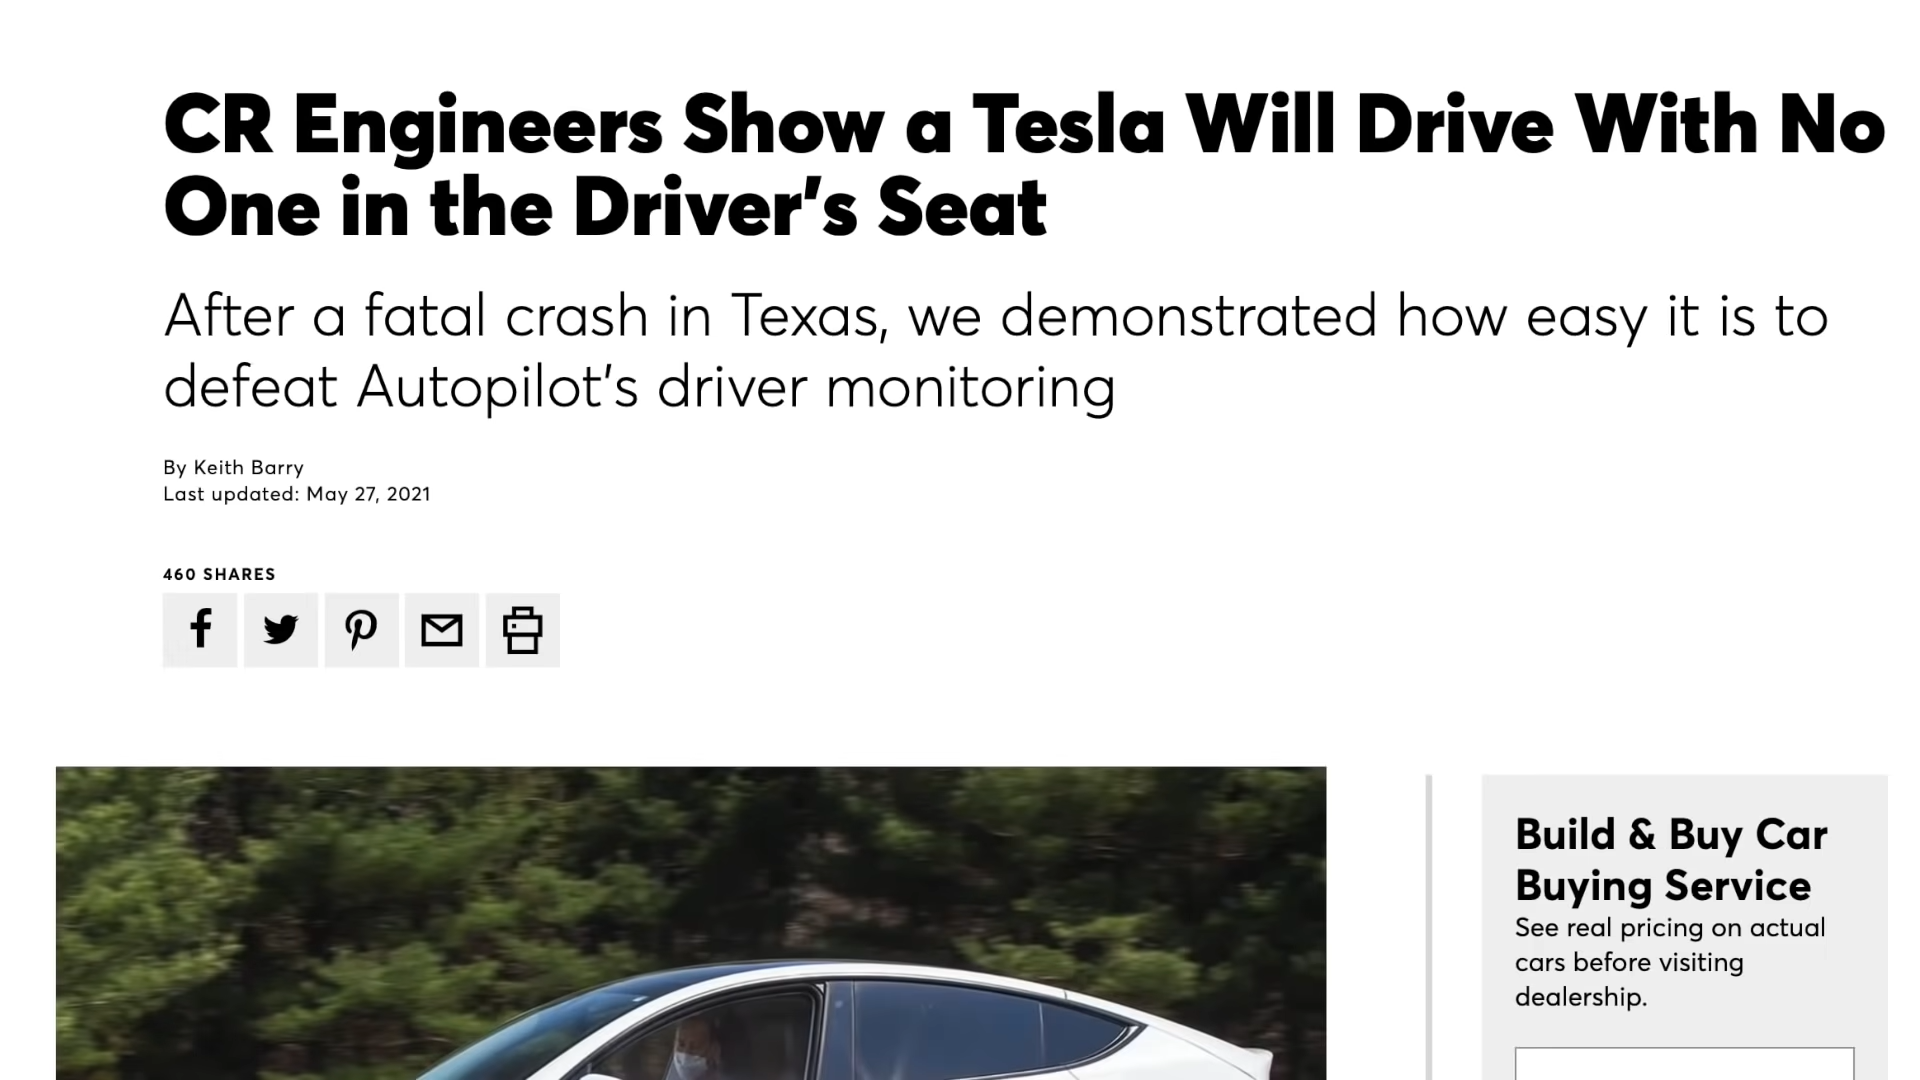 CR Engineers Show a Tesla Will Drive With No
One in the Driver’s Seat
After a fatal crash in Texas, we demonstrated how easy it is to
defeat Autopilot’s driver monitoring
By Keith Barry
Last updated: May 27, 2021
460 SHARES
Build & Buy Car
Buying Service
See real pricing on actual
cars before visiting
dealership.